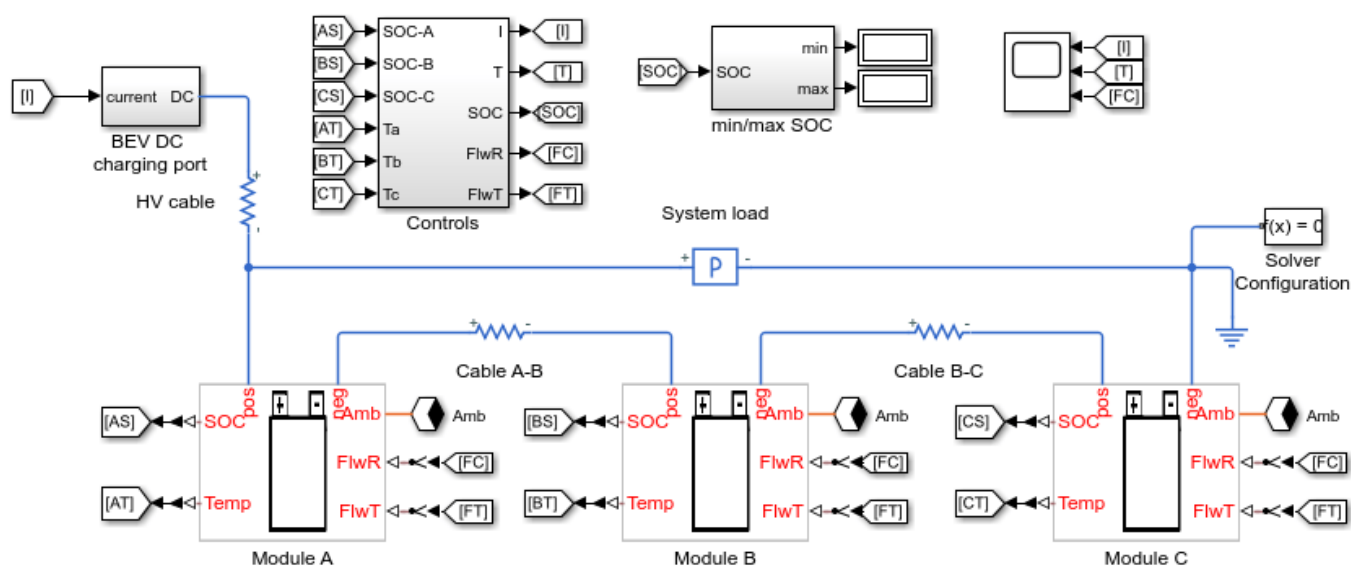 [AS]
SOC-A
I
[I]
[BS]
SOC-B
T
[T]
[CS]
SOC-C
SOC
[SOC]
[AT]
Ta
FlwR
[FC]
[BT]
Tb
FlwT
[FT]
[CT]
Tc
Controls
[SOC]
SOC
min
max
min/max SOC
[I]
[T]
[FC]
[I]
current
DC
BEV DC
charging port
+
HV cable
-
System load
+
P
-
f(x) = 0
Solver
Configuration
+
-
Cable A-B
+
-
Cable B-C
pos
neg
+
-
[AS]
SOC
Amb
Amb
FlwR
[FC]
[AT]
Temp
FlwT
[FT]
Module A
pos
neg
+
-
[BS]
SOC
Amb
Amb
FlwR
[FC]
[BT]
Temp
FlwT
[FT]
Module B
pos
neg
+
-
[CS]
SOC
Amb
Amb
FlwR
[FC]
[CT]
Temp
FlwT
[FT]
Module C